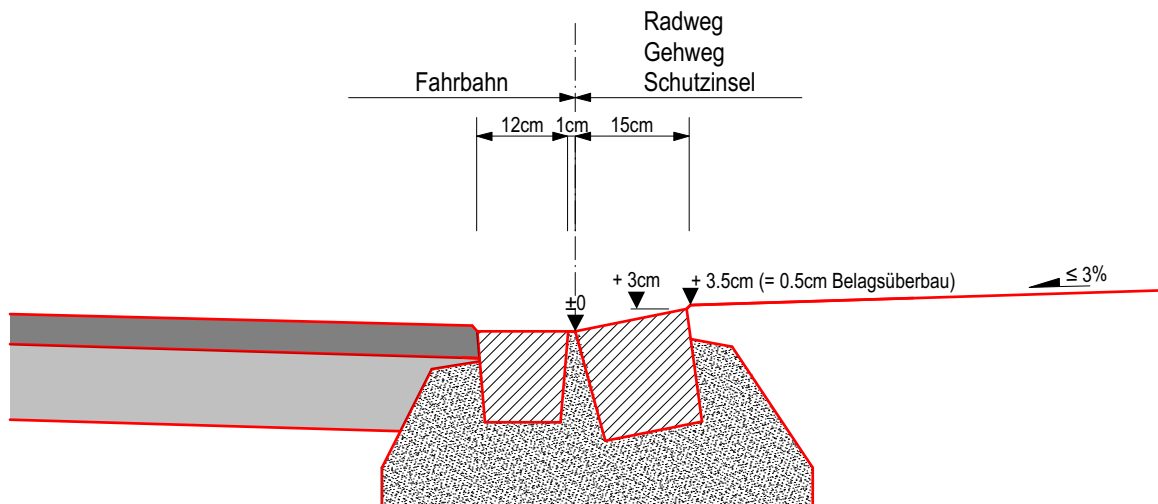 Radweg
Gehweg
Fahrbahn Schutzinsel
12cm 1cm 15cm
+ 3cm + 3.5cm (= 0.5cm Belagsüberbau) ≤ 3%
±0